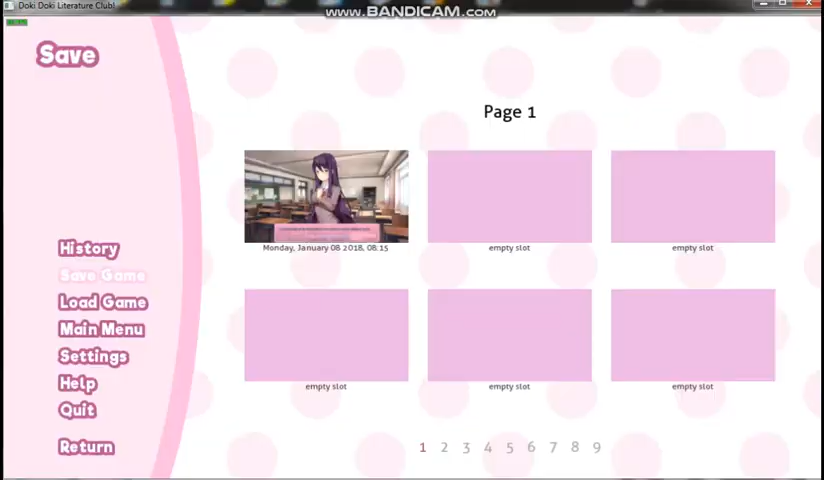 Doki Doki Literature Club!
www.BANDICAM.com
Save
Page 1
Monday, January 08 2018, 08:15
empty slot
empty slot
empty slot
empty slot
empty slot
History
Save Game
Load Game
Main Menu
Settings
Help
Quit
Return
1 2 3 4 5 6 7 8 9